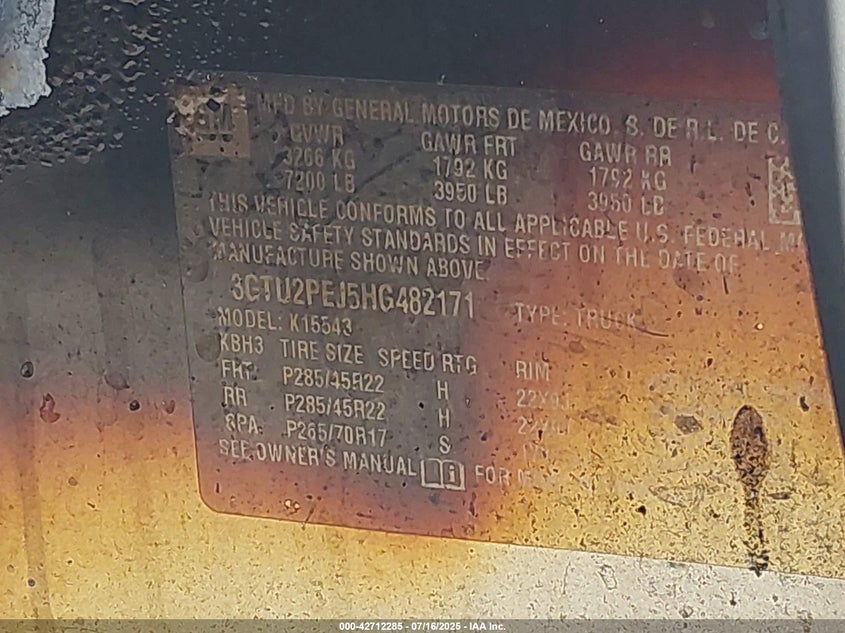 GM
MFD BY GENERAL MOTORS DE MEXICO, S. DE R.L. DE C.
GVWR GAWR FRT GAWR RR
3266 KG 1792 KG 1792 KG
7200 LB 3950 LB 3950 LB
THIS VEHICLE CONFORMS TO ALL APPLICABLE U.S. FEDERAL
VEHICLE SAFETY STANDARDS IN EFFECT ON THE DATE OF
MANUFACTURE SHOWN ABOVE
3GTU2PEJ5HG482171 TYPE: TRUCK
MODEL: K15543
KBH3 TIRE SIZE SPEED RTG RIM
FRT P285/45R22 H 22X9J
RR P285/45R22 H
SPA P265/70R17 S
SEE OWNER'S MANUAL FOR
000-42712285 - 07/16/2025 - IAA Inc.